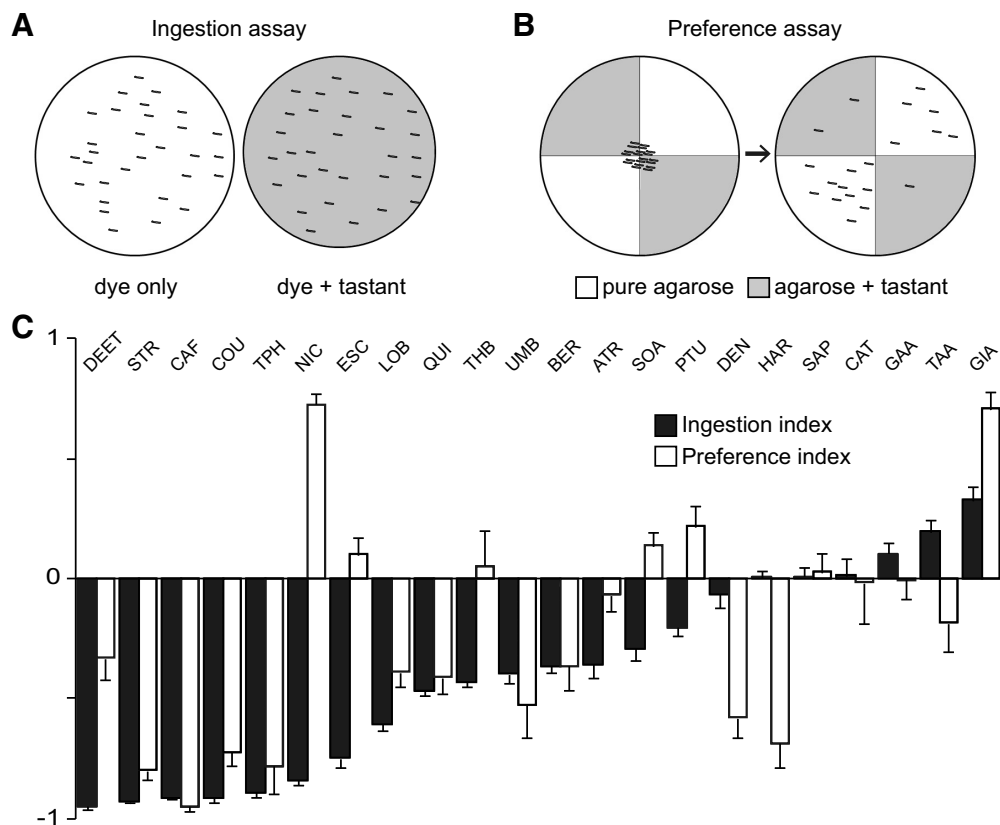 A Ingestion assay
dye only dye + tastant
B Preference assay
pure agarose agarose + tastant
C
DEET STR CAF COU TPH NIC ESC LOB QUI THB UMB BER ATR SOA PTU DEN HAR SAP CAT GAA TAA GIA
Ingestion index
Preference index
1
0
-1